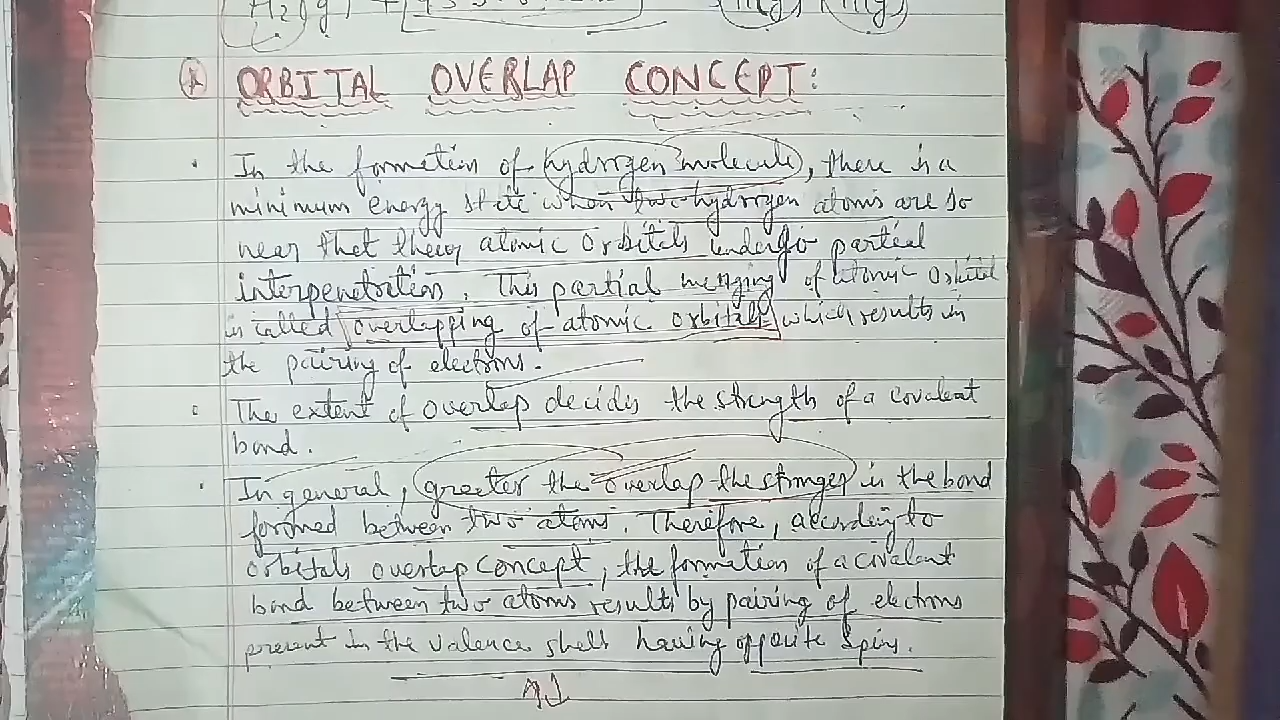 H2(g) +
ORBITAL OVERLAP CONCEPT:
In the formation of hydrogen molecule, there is a
minimum energy state when two hydrogen atoms are so
near that their atomic orbitals undergo partial
interpenetration. This partial merging of atomic orbital
is called overlapping of atomic orbitals which results in
the pairing of electrons.
The extent of overlap decides the strength of a covalent
bond.
In general, greater the overlap the stronger is the bond
formed between two atoms. Therefore, according to
orbitals overlap concept, the formation of a covalent
bond between two atoms results by pairing of electrons
present in the valence shell having opposite spins.